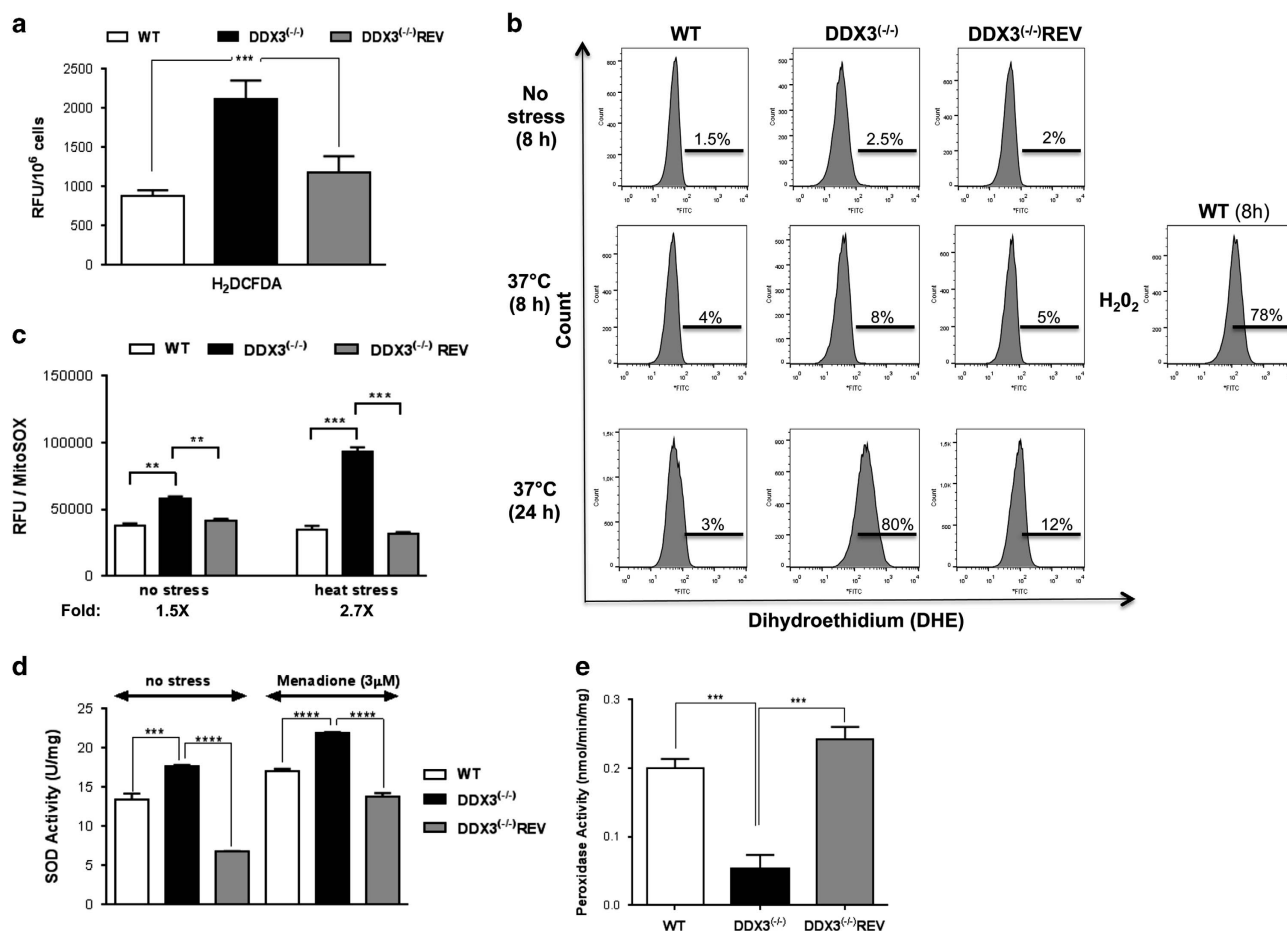 a
WT DDX3(-/-) DDX3(-/-)REV
***
2500
2000
1500
1000
500
0
RFU/10⁶ cells
H₂DCFDA
b
WT DDX3(-/-) DDX3(-/-)REV
No stress (8 h)
1.5% 2.5% 2%
37°C (8 h)
4% 8% 5%
37°C (24 h)
3% 80% 12%
WT (8h)
H₂0₂
78%
Count
*FITC
Dihydroethidium (DHE)
c
WT DDX3(-/-) DDX3(-/-) REV
150000
100000
50000
0
RFU / MitoSOX
** ** *** ***
no stress heat stress
Fold: 1.5X 2.7X
d
no stress Menadione (3µM)
*** **** **** ****
25
20
15
10
5
0
SOD Activity (U/mg)
WT
DDX3(-/-)
DDX3(-/-)REV
e
*** ***
0.3
0.2
0.1
0.0
Peroxidase Activity (nmol/min/mg)
WT DDX3(-/-) DDX3(-/-)REV